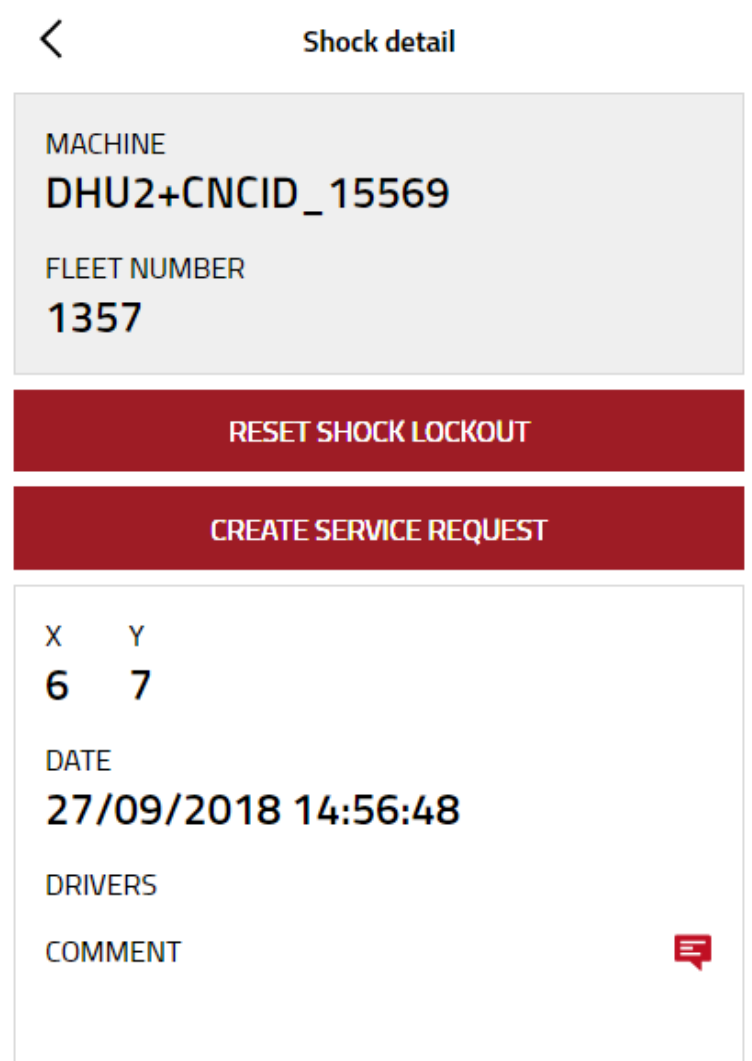 Shock detail
MACHINE
DHU2+CNCID_15569
FLEET NUMBER
1357
RESET SHOCK LOCKOUT
CREATE SERVICE REQUEST
X Y
6 7
DATE
27/09/2018 14:56:48
DRIVERS
COMMENT